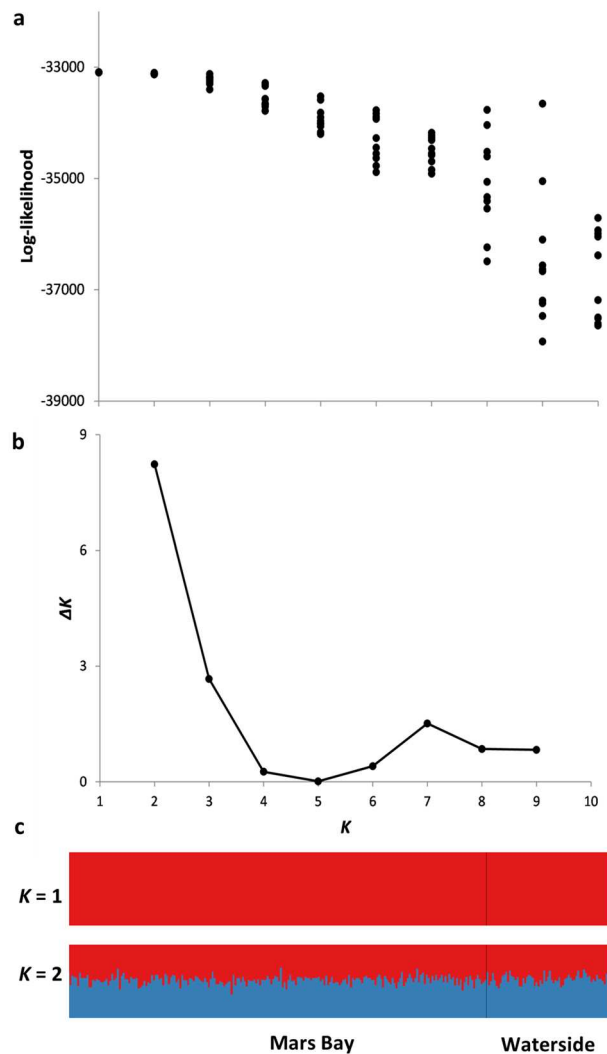 a
-33000
-35000
-37000
-39000
Log-likelihood
b
9
6
3
0
ΔK
1 2 3 4 5 6 7 8 9 10
K
c
K = 1
K = 2
Mars Bay Waterside